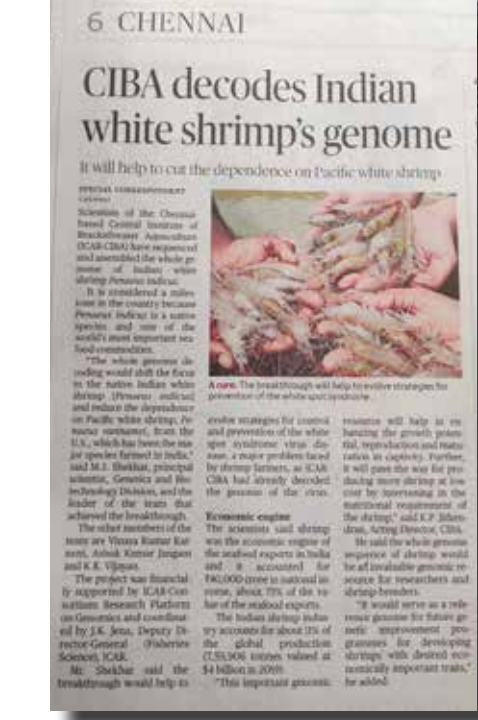 6 CHENNAI
CIBA decodes Indian
white shrimp's genome
It will help to cut the dependence on Pacific white shrimp
SPECIAL CORRESPONDENT
CHENNAI
Scientists of the Chennai-
based Central Institute of
Brackishwater Aquaculture
(ICAR-CIBA) have sequenced
and assembled the whole ge-
nome of Indian white
shrimp Penaeus indicus.
It is considered a miles-
tone in the country because
Penaeus indicus is a native
species and one of the
world's most important sea-
food commodities.
"The whole genome de-
coding would shift the focus
to the native Indian white
shrimp (Penaeus indicus)
and reduce the dependence
on Pacific white shrimp, Pe-
naeus vannamei, from the
U.S., which has been the ma-
jor species farmed in India,"
said M.S. Shekhar, principal
scientist, Genetics and Bio-
technology Division, and the
leader of the team that
achieved the breakthrough.
The other members of the
team are Vinaya Kumar Kat-
neni, Ashok Kumar Jangam
and K.K. Vijayan.
The project was financial-
ly supported by ICAR-Con-
sortium Research Platform
on Genomics and coordinat-
ed by J.K. Jena, Deputy Di-
rector-General (Fisheries
Science), ICAR.
Mr. Shekhar said the
breakthrough would help to
A cure. The breakthrough will help to evolve strategies for
prevention of the white spot syndrome.
evolve strategies for control
and prevention of the white
spot syndrome virus dis-
ease, a major problem faced
by shrimp farmers, as ICAR-
CIBA had already decoded
the genome of the virus.
Economic engine
The scientists said shrimp
was the economic engine of
the seafood exports in India
and it accounted for
crore in national in-
come, about 75% of the va-
lue of the seafood exports.
The Indian shrimp indus-
try accounts for about
the global production
tonnes valued at
billion in 2019).
"This important genomic
resource will help in en-
hancing the growth poten-
tial, reproduction and matu-
ration in captivity. Further,
it will pave the way for pro-
ducing more shrimp at low
cost by intervening in the
nutritional requirement of
the shrimp," said K.P. Jithen-
dran, Acting Director, CIBA.
He said the whole genome
sequence of shrimp would
be an invaluable genomic re-
source for researchers and
shrimp breeders.
"It would serve as a refe-
rence genome for future ge-
netic improvement pro-
grammes for developing
shrimps with desired eco-
nomically important traits,"
he added.